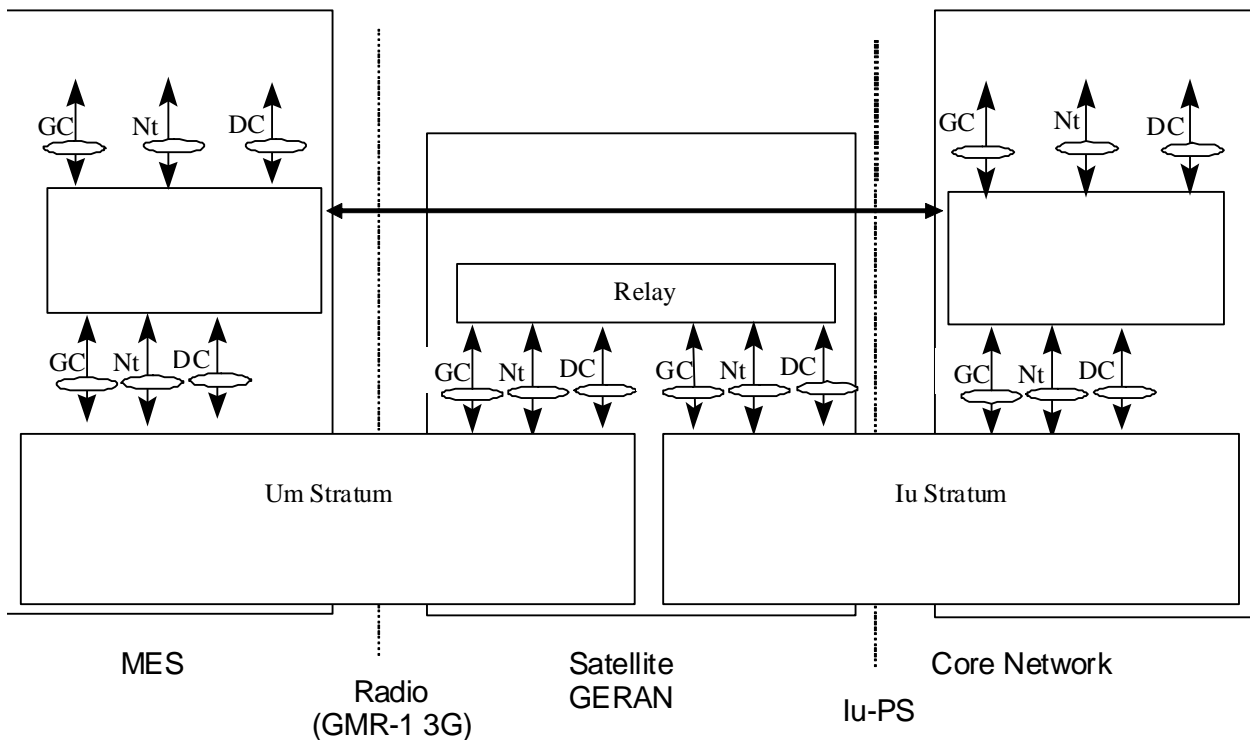 GC Nt DC
GC Nt DC
Relay
GC Nt DC
GC Nt DC
GC Nt DC
GC Nt DC
Um Stratum
Iu Stratum
MES
Satellite
GERAN
Core Network
Radio
(GMR-1 3G)
Iu-PS